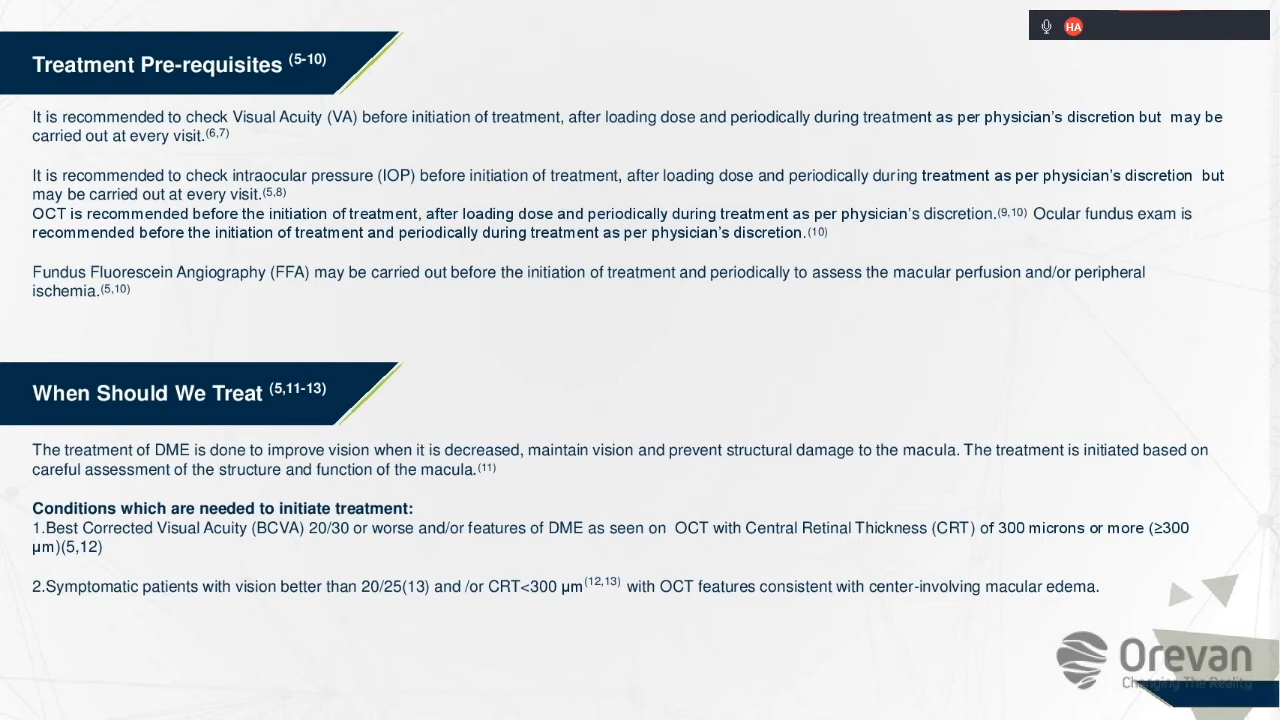 HA
Treatment Pre-requisites (5-10)
It is recommended to check Visual Acuity (VA) before initiation of treatment, after loading dose and periodically during treatment as per physician's discretion but may be
carried out at every visit.(6,7)
It is recommended to check intraocular pressure (IOP) before initiation of treatment, after loading dose and periodically during treatment as per physician's discretion but
may be carried out at every visit.(5,8)
OCT is recommended before the initiation of treatment, after loading dose and periodically during treatment as per physician's discretion.(9,10) Ocular fundus exam is
recommended before the initiation of treatment and periodically during treatment as per physician's discretion.(10)
Fundus Fluorescein Angiography (FFA) may be carried out before the initiation of treatment and periodically to assess the macular perfusion and/or peripheral
ischemia.(5,10)
When Should We Treat (5,11-13)
The treatment of DME is done to improve vision when it is decreased, maintain vision and prevent structural damage to the macula. The treatment is initiated based on
careful assessment of the structure and function of the macula.(11)
Conditions which are needed to initiate treatment:
1.Best Corrected Visual Acuity (BCVA) 20/30 or worse and/or features of DME as seen on OCT with Central Retinal Thickness (CRT) of 300 microns or more (≥300
µm)(5,12)
2.Symptomatic patients with vision better than 20/25(13) and /or CRT<300 µm(12,13) with OCT features consistent with center-involving macular edema.
Orevan
Changing The Reality